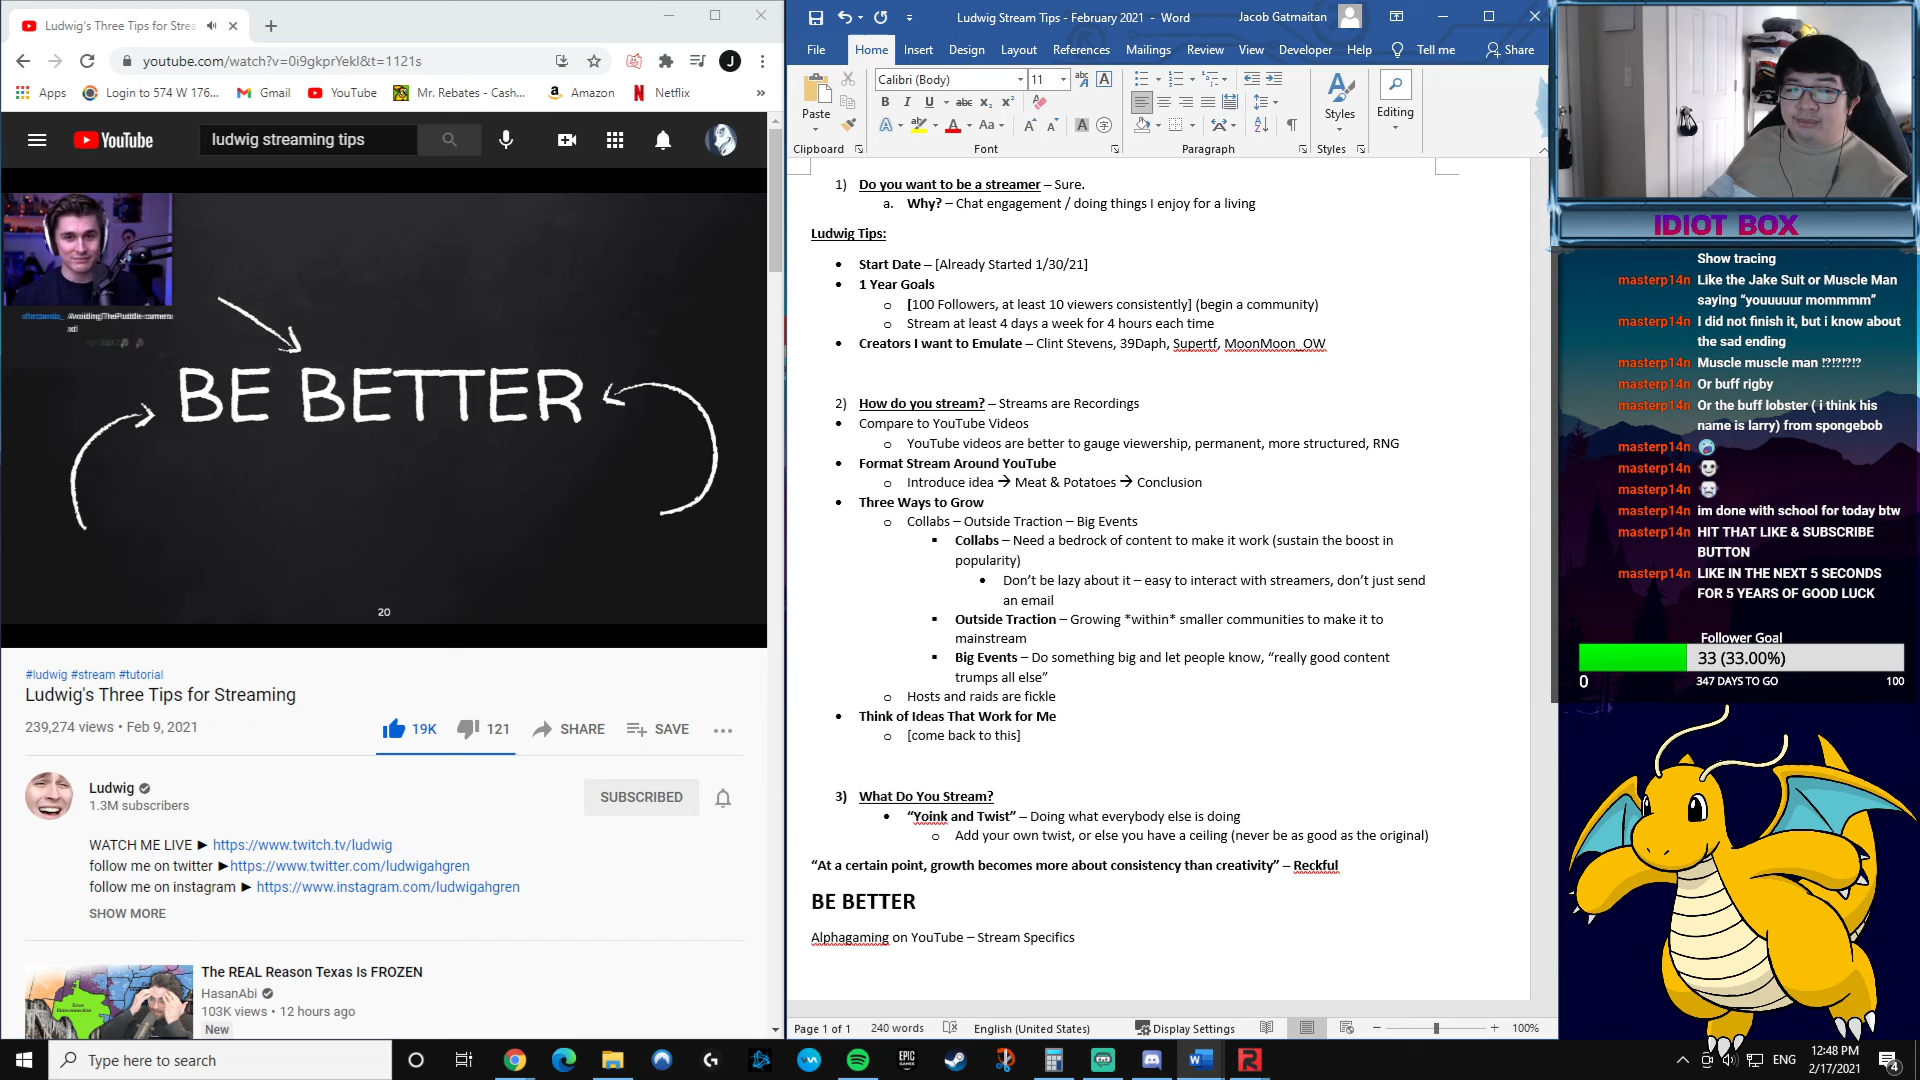 Ludwig's Three Tips for Strea
youtube.com/watch?v=0i9gkprYekI&t=1121s
J
Apps
Login to 574 W 176...
Gmail
YouTube
Mr. Rebates - Cash...
Amazon
Netflix
»
YouTube
ludwig streaming tips
BE BETTER
20
#ludwig #stream #tutorial
Ludwig's Three Tips for Streaming
239,274 views • Feb 9, 2021
19K
121
SHARE
SAVE
Ludwig
1.3M subscribers
SUBSCRIBED
WATCH ME LIVE ► https://www.twitch.tv/ludwig
follow me on twitter ►https://www.twitter.com/ludwigahgren
follow me on instagram ► https://www.instagram.com/ludwigahgren
SHOW MORE
The REAL Reason Texas Is FROZEN
HasanAbi
103K views • 12 hours ago
New
Ludwig Stream Tips - February 2021 - Word
Jacob Gatmaitan
File
Home
Insert
Design
Layout
References
Mailings
Review
View
Developer
Help
Tell me
Share
Paste
Clipboard
Calibri (Body)
11
Font
Paragraph
Styles
Styles
Editing
1) Do you want to be a streamer – Sure.
a. Why? – Chat engagement / doing things I enjoy for a living
Ludwig Tips:
• Start Date – [Already Started 1/30/21]
• 1 Year Goals
o [100 Followers, at least 10 viewers consistently] (begin a community)
o Stream at least 4 days a week for 4 hours each time
• Creators I want to Emulate – Clint Stevens, 39Daph, Supertf, MoonMoon_OW
2) How do you stream? – Streams are Recordings
• Compare to YouTube Videos
o YouTube videos are better to gauge viewership, permanent, more structured, RNG
• Format Stream Around YouTube
o Introduce idea → Meat & Potatoes → Conclusion
• Three Ways to Grow
o Collabs – Outside Traction – Big Events
▪ Collabs – Need a bedrock of content to make it work (sustain the boost in
popularity)
• Don’t be lazy about it – easy to interact with streamers, don’t just send
an email
▪ Outside Traction – Growing *within* smaller communities to make it to
mainstream
▪ Big Events – Do something big and let people know, “really good content
trumps all else”
o Hosts and raids are fickle
• Think of Ideas That Work for Me
o [come back to this]
3) What Do You Stream?
• “Yoink and Twist” – Doing what everybody else is doing
o Add your own twist, or else you have a ceiling (never be as good as the original)
“At a certain point, growth becomes more about consistency than creativity” – Reckful
BE BETTER
Alphagaming on YouTube – Stream Specifics
Page 1 of 1
240 words
English (United States)
Display Settings
100%
IDIOT BOX
Show tracing
masterp14n Like the Jake Suit or Muscle Man
saying “youuuuur mommmm”
masterp14n I did not finish it, but i know about
the sad ending
masterp14n Muscle muscle man !?!?!?!?
masterp14n Or buff rigby
masterp14n Or the buff lobster ( i think his
name is larry) from spongebob
masterp14n
masterp14n
masterp14n
masterp14n im done with school for today btw
masterp14n HIT THAT LIKE & SUBSCRIBE
BUTTON
masterp14n LIKE IN THE NEXT 5 SECONDS
FOR 5 YEARS OF GOOD LUCK
Follower Goal
33 (33.00%)
0
347 DAYS TO GO
100
Type here to search
EPIC
GAMES
ENG
12:48 PM
2/17/2021
4